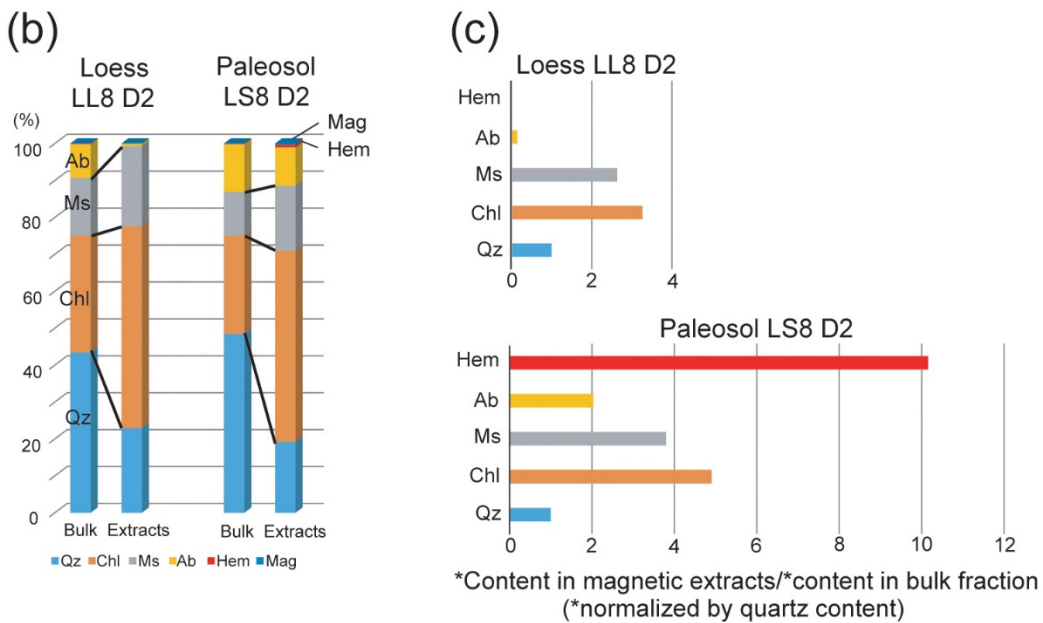 (b)
Loess
LL8 D2
Paleosol
LS8 D2
(%)
Mag
Hem
100
80
60
40
20
0
Ab
Ms
Chl
Qz
Bulk Extracts Bulk Extracts
Qz Chl Ms Ab Hem Mag
(c)
Loess LL8 D2
Hem
Ab
Ms
Chl
Qz
0 2 4
Paleosol LS8 D2
Hem
Ab
Ms
Chl
Qz
0 2 4 6 8 10 12
*Content in magnetic extracts/*content in bulk fraction
(*normalized by quartz content)